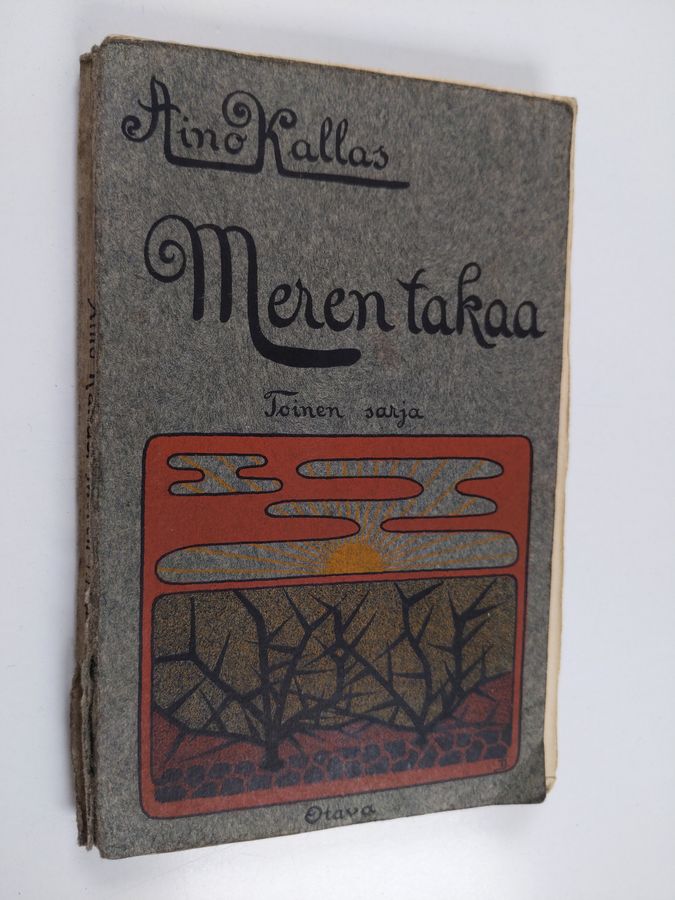 Aino Kallas
Meren takaa
Toinen sarja
Otava